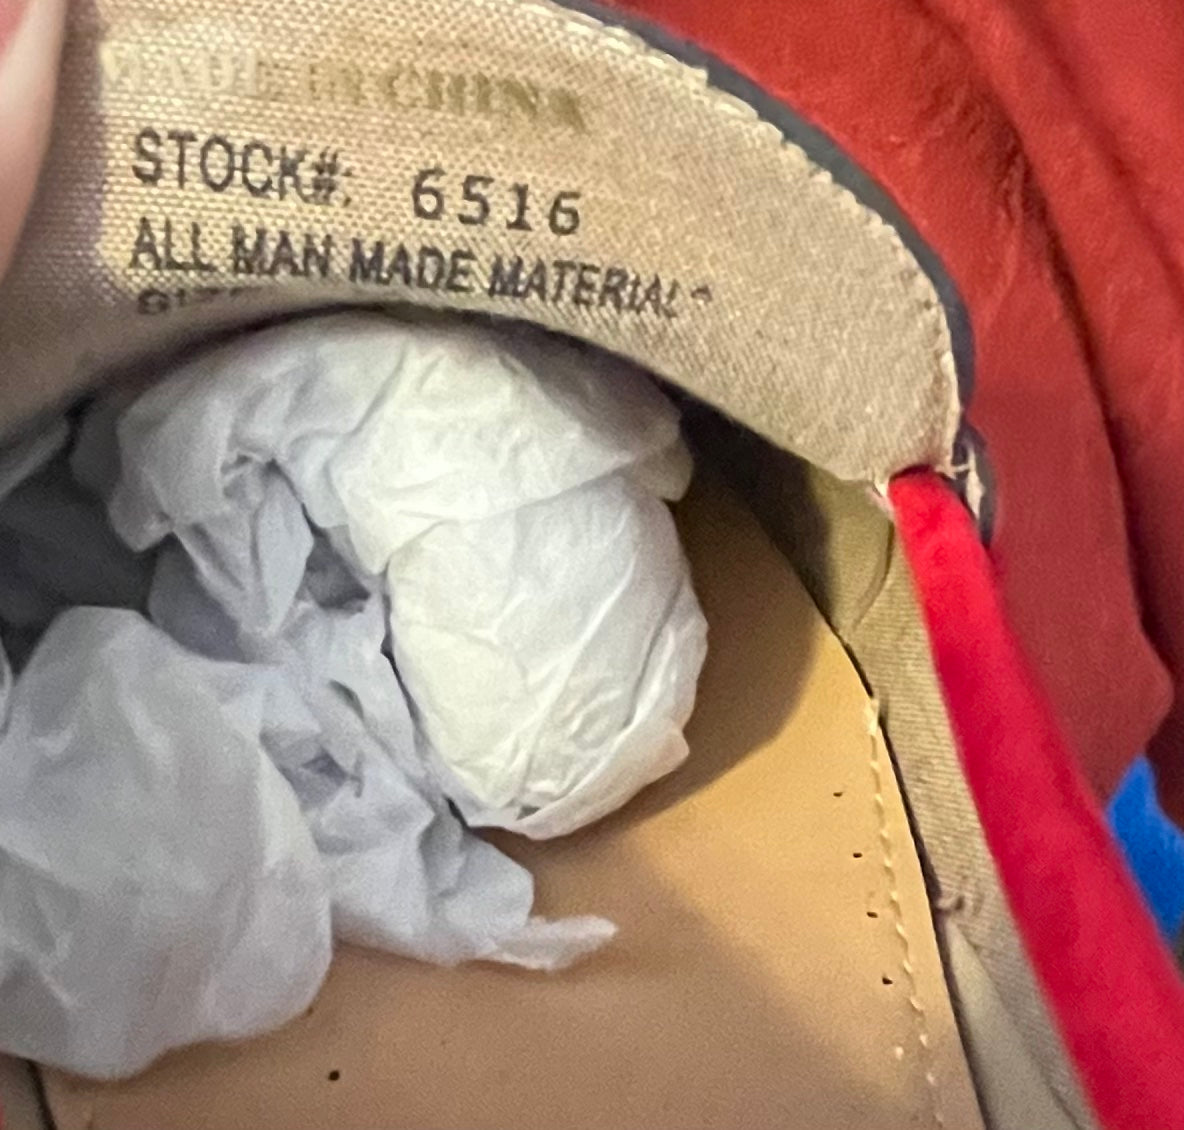 MADE IN CHINA
STOCK#: 6516
ALL MAN MADE MATERIALS